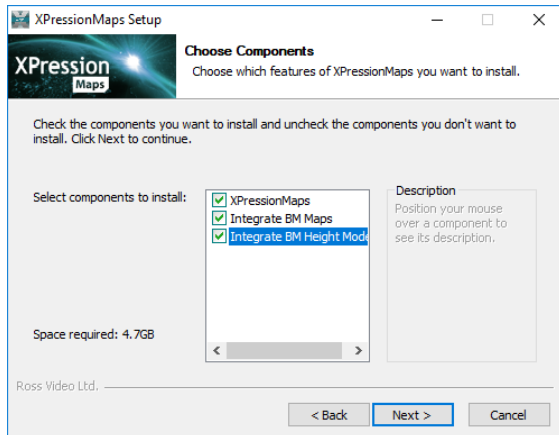 XPressionMaps Setup
XPression
Maps
Choose Components
Choose which features of XPressionMaps you want to install.
Check the components you want to install and uncheck the components you don't want to
install. Click Next to continue.
Select components to install:
XPressionMaps
Integrate BM Maps
Integrate BM Height Mode
Description
Position your mouse
over a component to
see its description.
Space required: 4.7GB
Ross Video Ltd.
< Back
Next >
Cancel